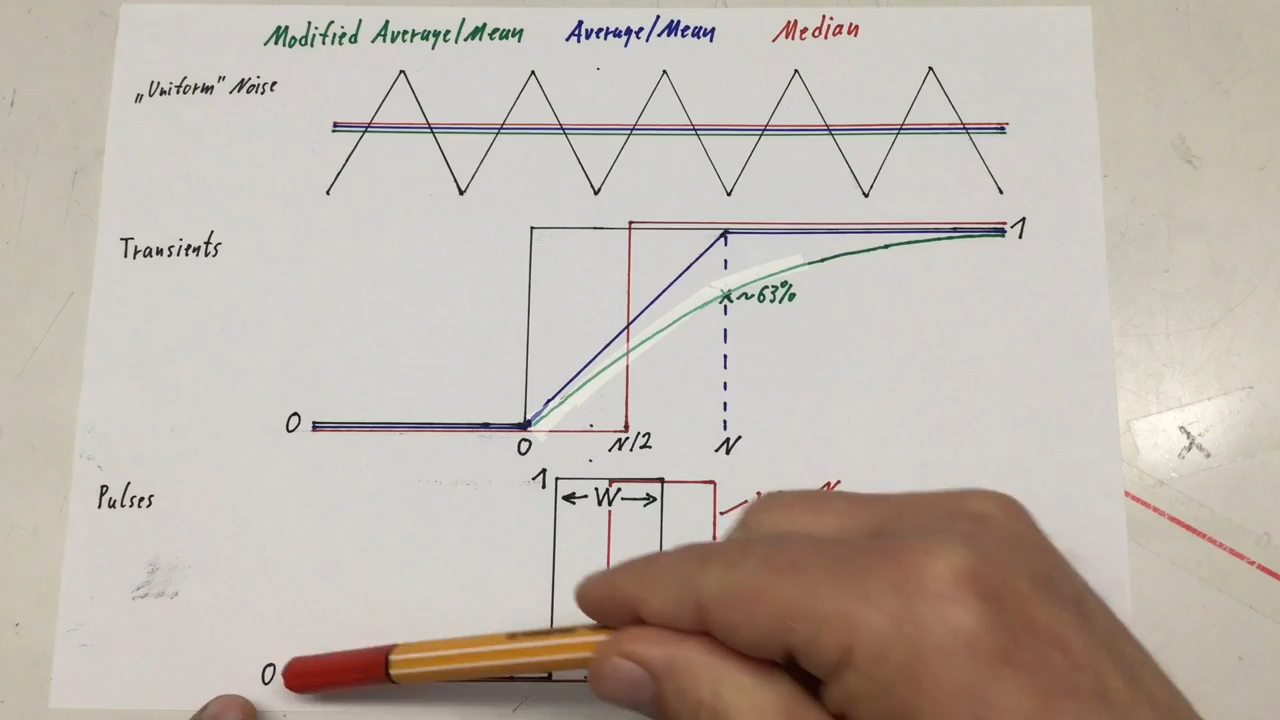 Modified Average/Mean Average/Mean Median
„Uniform" Noise
Transients
1
x ~63%
0
0 N/2 N
Pulses
1
← W →
N
0
X